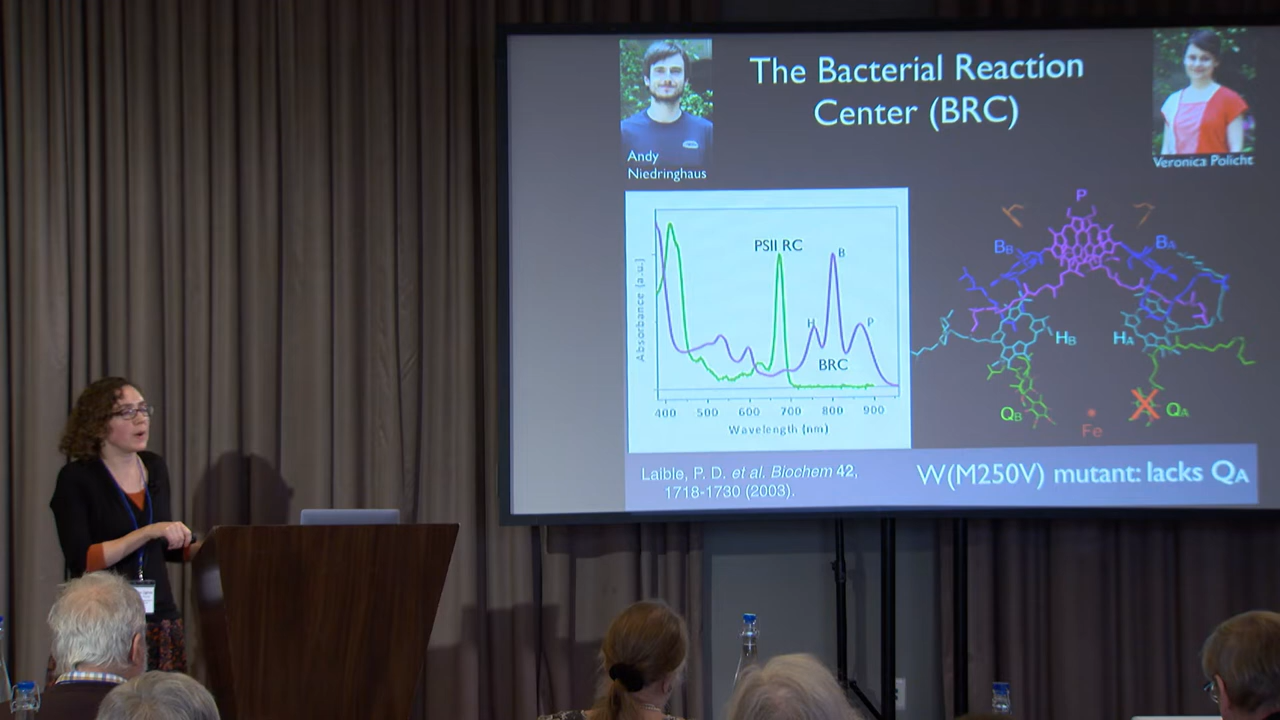 The Bacterial Reaction
Center (BRC)
Andy
Niedringhaus
Veronica Policht
PSII RC
B
H
P
BRC
Absorbance (a.u.)
400 500 600 700 800 900
Wavelength (nm)
P
BB
BA
HB
HA
QB
QA
Fe
Laible, P. D. et al. Biochem 42,
1718-1730 (2003).
W(M250V) mutant: lacks QA